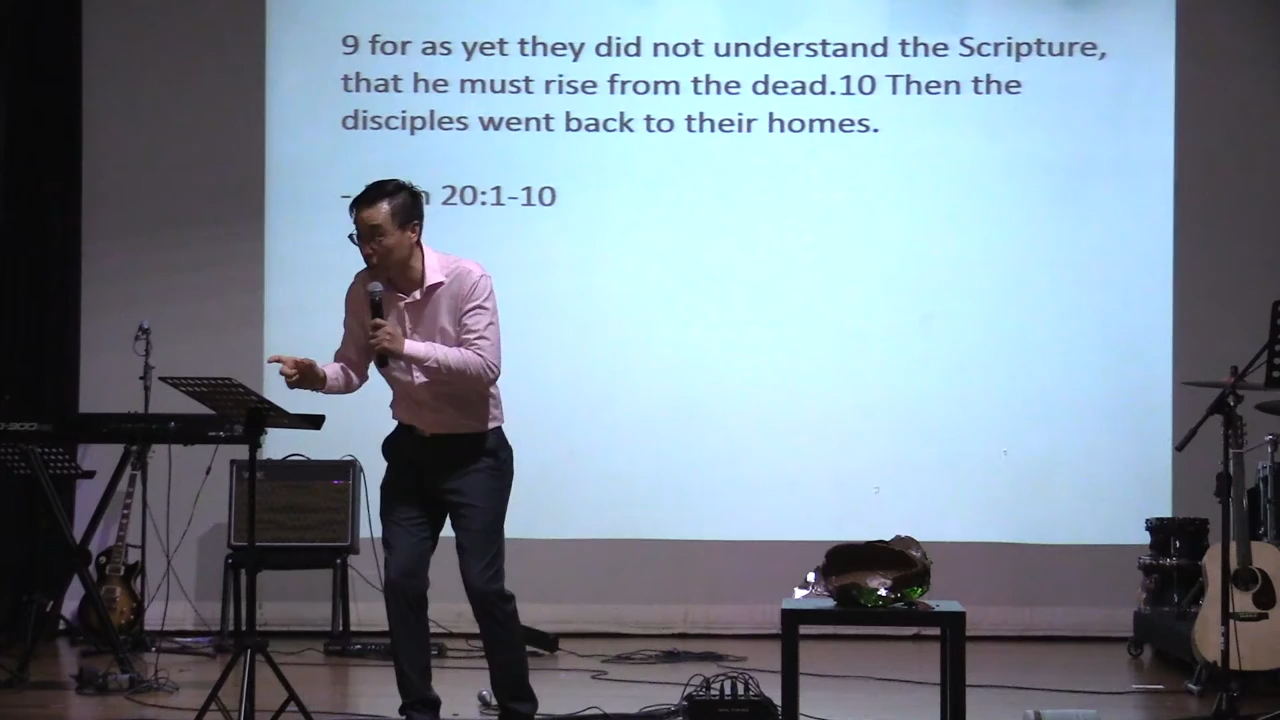 9 for as yet they did not understand the Scripture,
that he must rise from the dead.10 Then the
disciples went back to their homes.
- 20:1-10